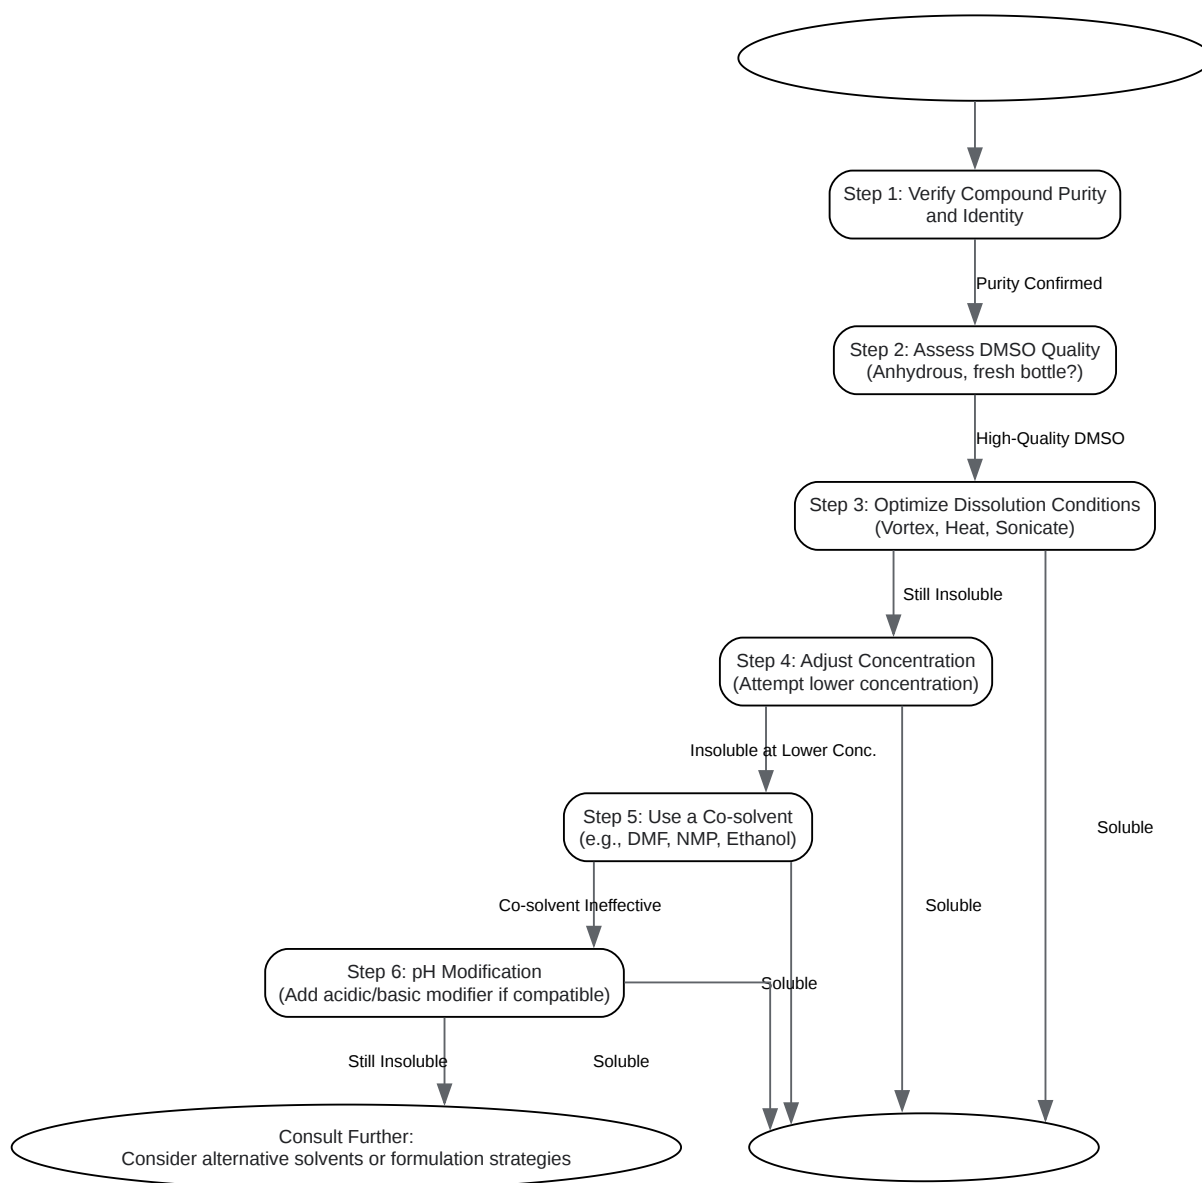 Step 1: Verify Compound Purity
and Identity
Purity Confirmed
Step 2: Assess DMSO Quality
(Anhydrous, fresh bottle?)
High-Quality DMSO
Step 3: Optimize Dissolution Conditions
(Vortex, Heat, Sonicate)
Still Insoluble
Step 4: Adjust Concentration
(Attempt lower concentration)
Insoluble at Lower Conc.
Step 5: Use a Co-solvent
(e.g., DMF, NMP, Ethanol)
Soluble
Co-solvent Ineffective
Soluble
Step 6: pH Modification
(Add acidic/basic modifier if compatible)
Soluble
Still Insoluble
Soluble
Consult Further:
Consider alternative solvents or formulation strategies